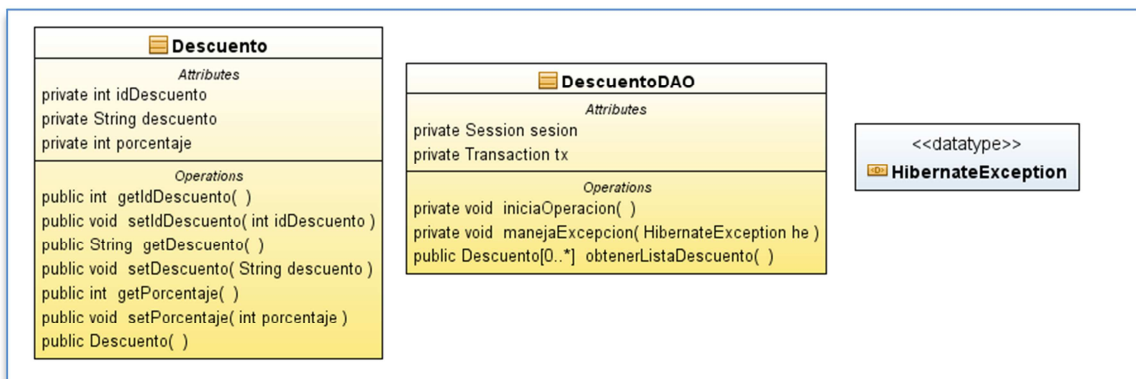 Descuento
Attributes
private int idDescuento
private String descuento
private int porcentaje
Operations
public int getIdDescuento( )
public void setIdDescuento( int idDescuento )
public String getDescuento( )
public void setDescuento( String descuento )
public int getPorcentaje( )
public void setPorcentaje( int porcentaje )
public Descuento( )
DescuentoDAO
Attributes
private Session sesion
private Transaction tx
Operations
private void iniciaOperacion( )
private void manejaExcepcion( HibernateException he )
public Descuento[0..*] obtenerListaDescuento( )
<<datatype>>
HibernateException